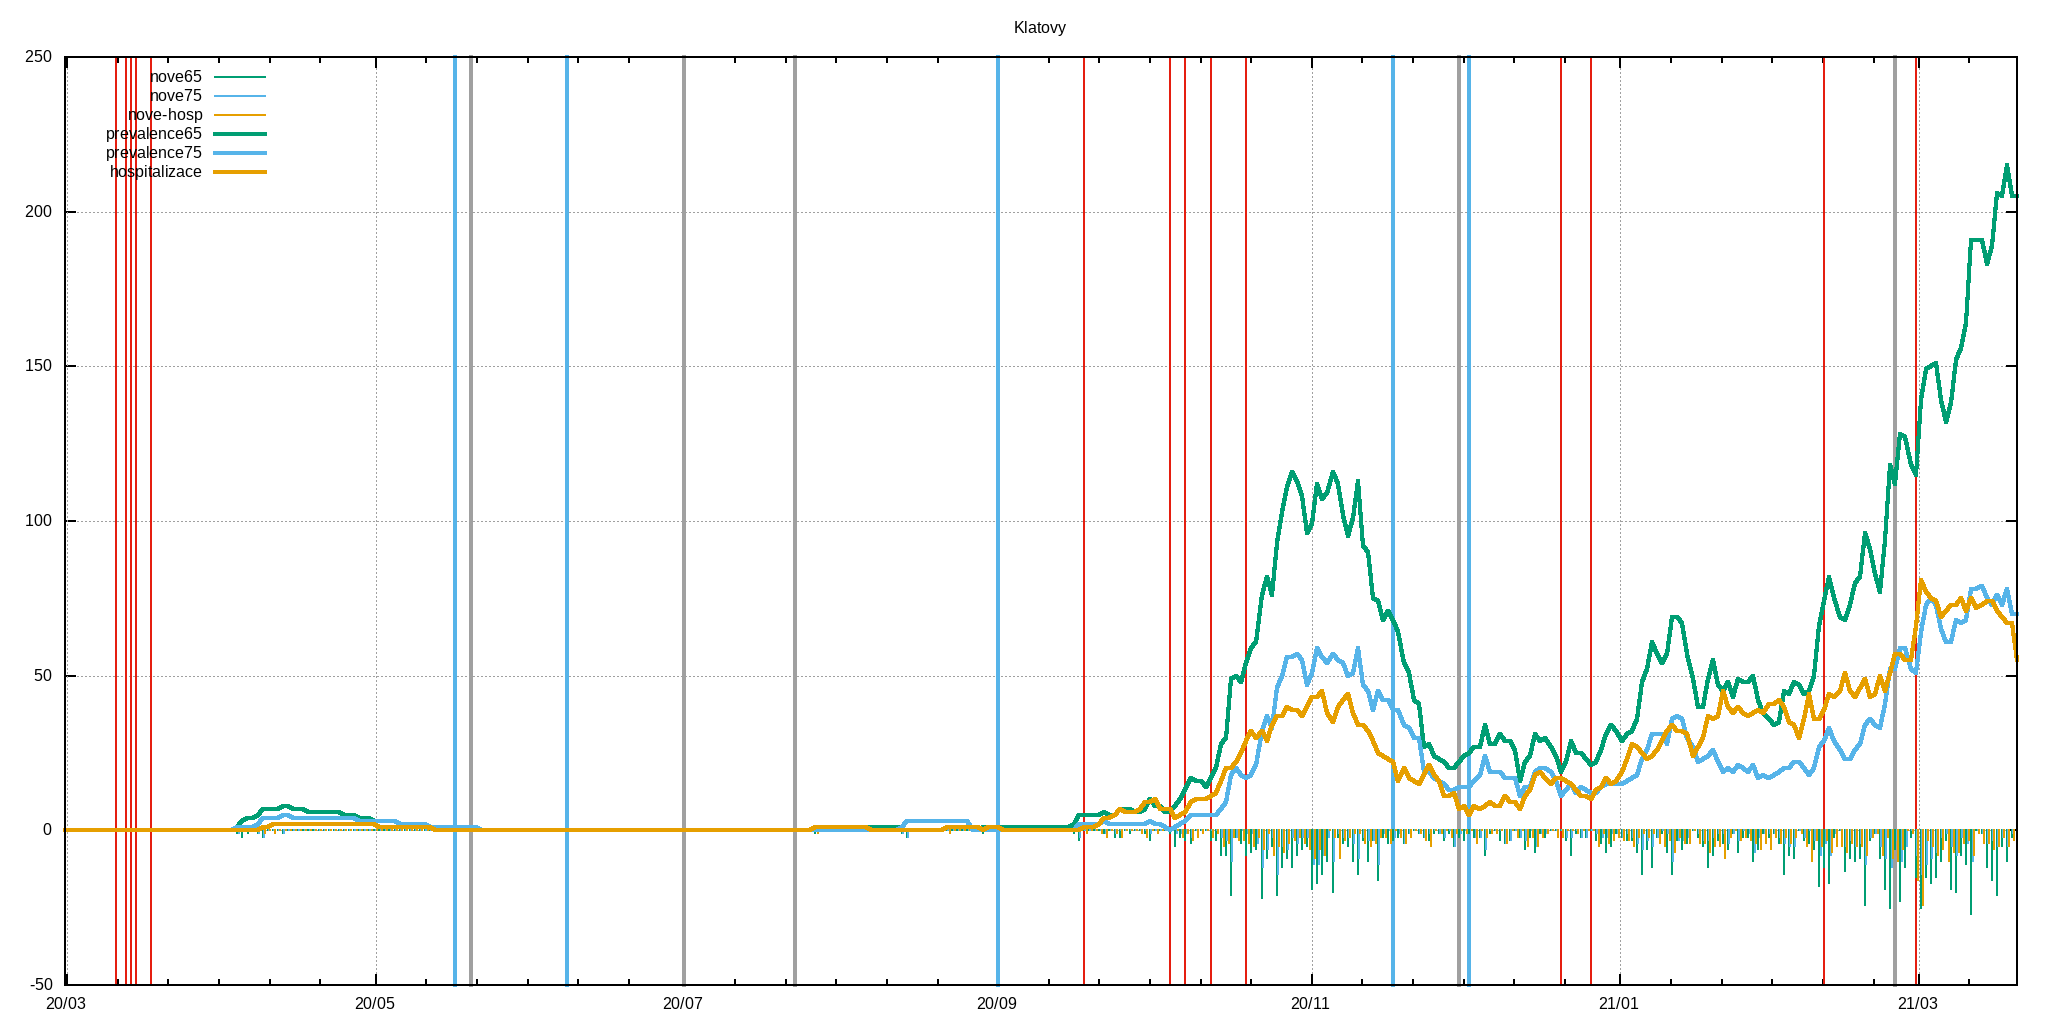 Klatovy
250
nove65
nove75
nove-hosp
prevalence65
prevalence75
hospitalizace
200
150
100
50
0
-50
20/03 20/05 20/07 20/09 20/11 21/01 21/03